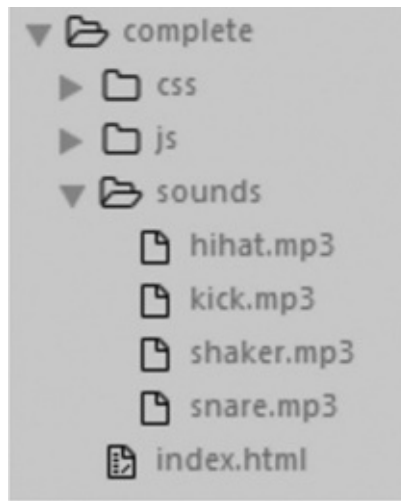 complete
css
js
sounds
hihat.mp3
kick.mp3
shaker.mp3
snare.mp3
index.html